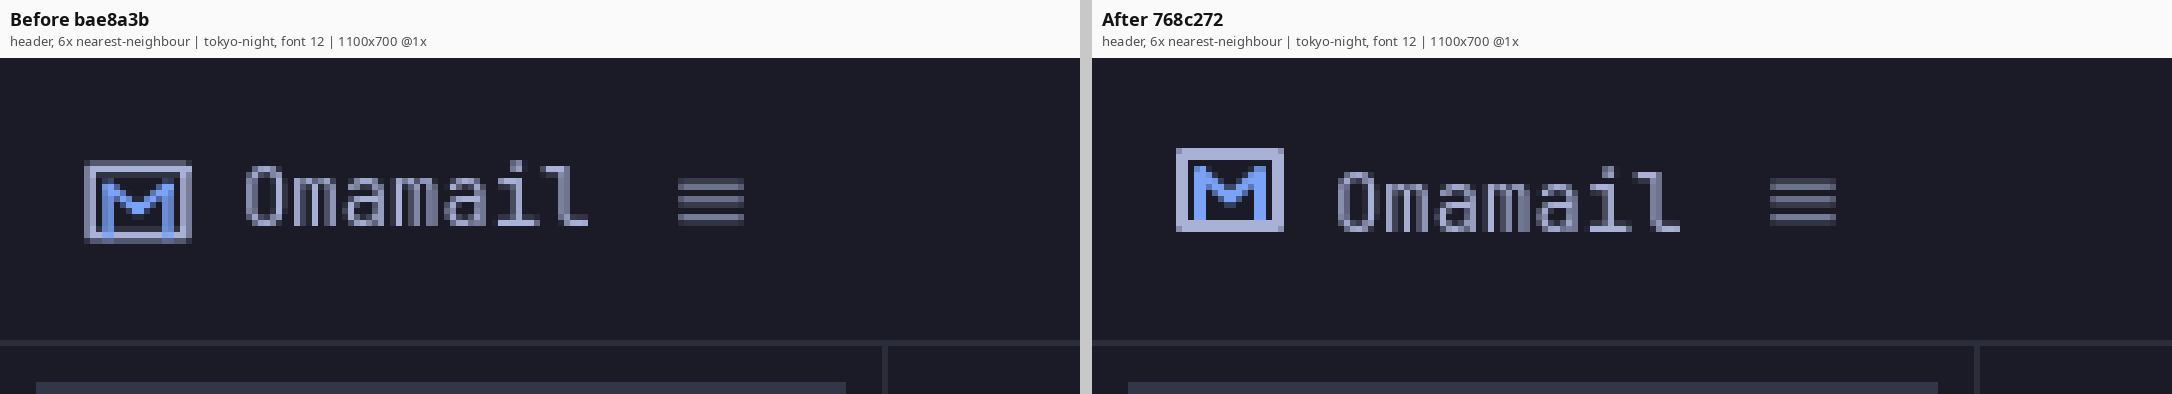 Before bae8a3b
header, 6x nearest-neighbour | tokyo-night, font 12 | 1100x700 @1x
Omamail
After 768c272
header, 6x nearest-neighbour | tokyo-night, font 12 | 1100x700 @1x
Omamail